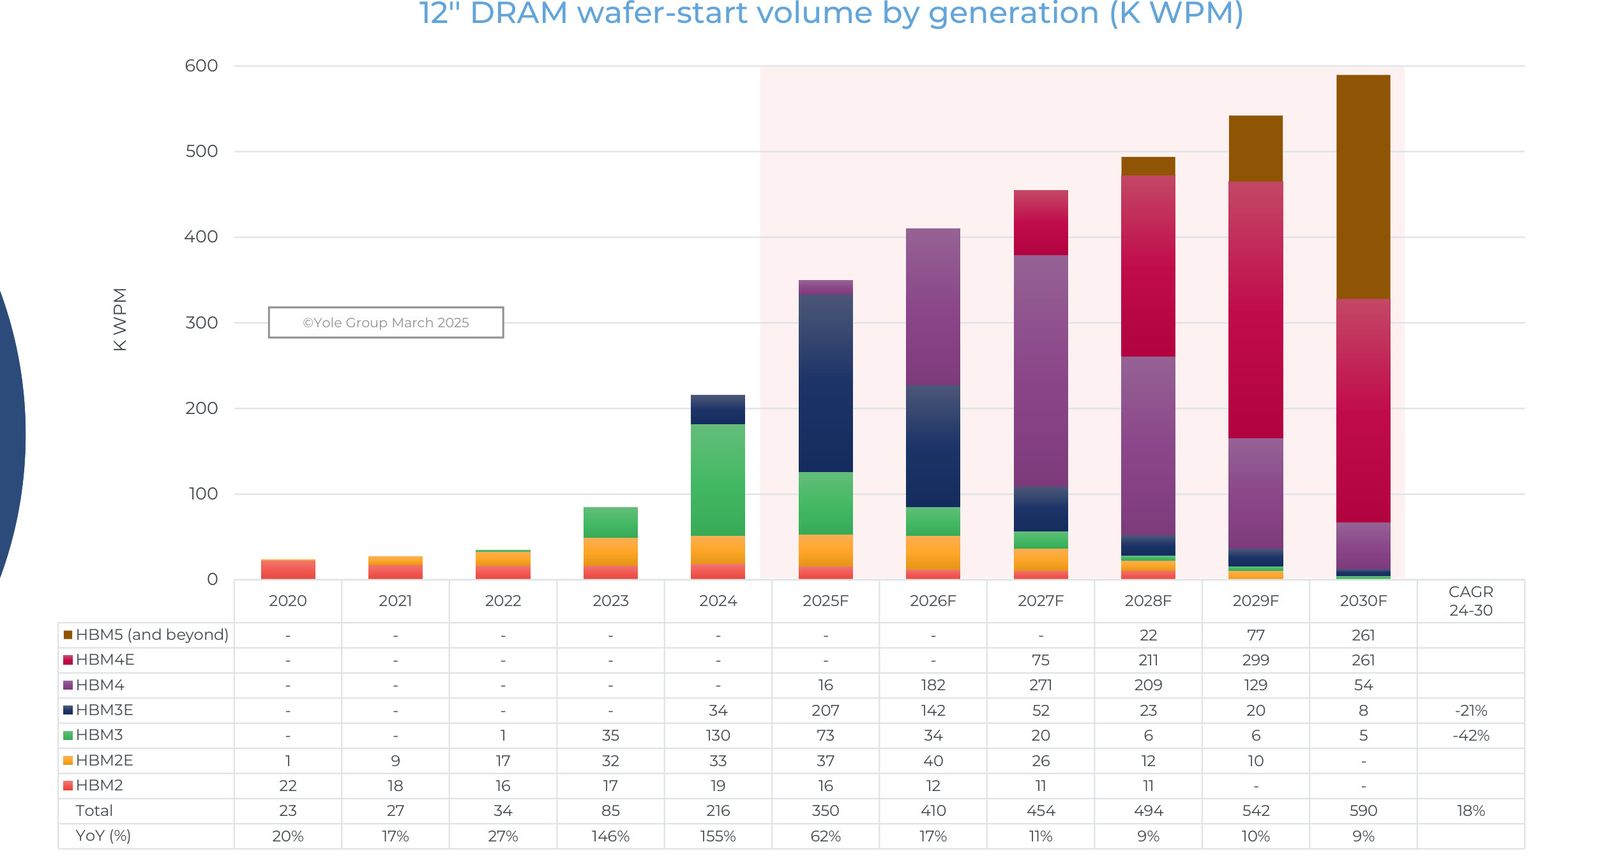 12" DRAM wafer-start volume by generation (K WPM)
600
500
400
300
200
100
0
K WPM
©Yole Group March 2025
2020 2021 2022 2023 2024 2025F 2026F 2027F 2028F 2029F 2030F CAGR
24-30
HBM5 (and beyond) - - - - - - - - 22 77 261
HBM4E - - - - - - - 75 211 299 261
HBM4 - - - - - 16 182 271 209 129 54
HBM3E - - - - 34 207 142 52 23 20 8 -21%
HBM3 - - 1 35 130 73 34 20 6 6 5 -42%
HBM2E 1 9 17 32 33 37 40 26 12 10 -
HBM2 22 18 16 17 19 16 12 11 11 - -
Total 23 27 34 85 216 350 410 454 494 542 590 18%
YoY (%) 20% 17% 27% 146% 155% 62% 17% 11% 9% 10% 9%